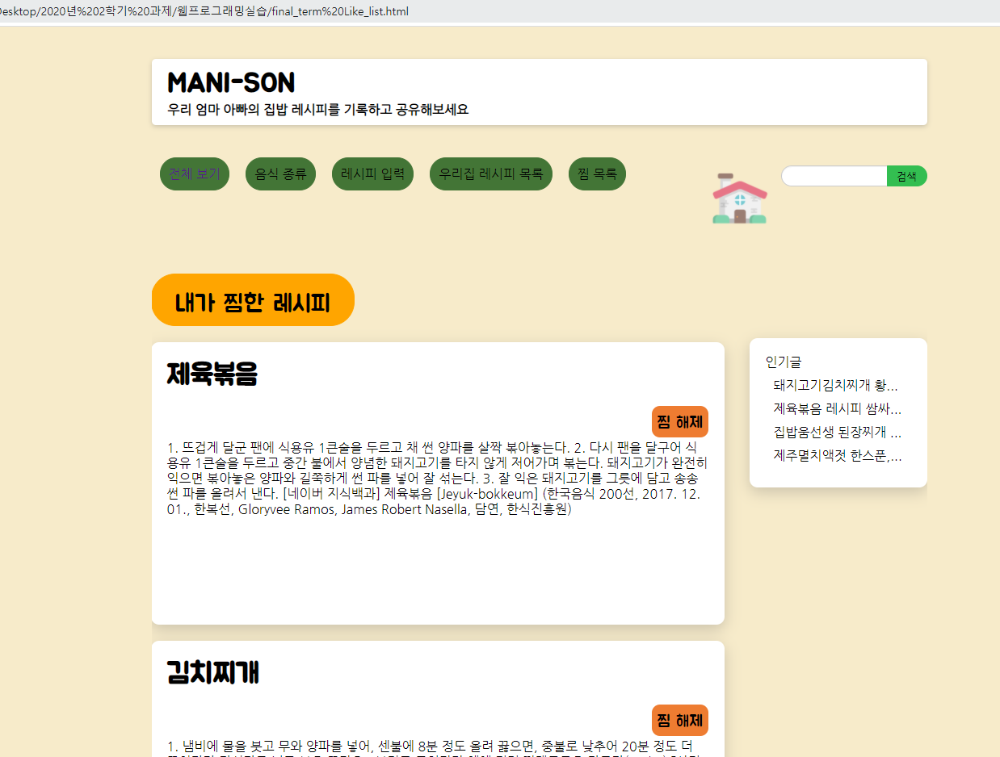 Desktop/2020년%202학기%20과제/웹프로그래밍실습/final_term%20Like_list.html
MANI-SON
우리 엄마 아빠의 집밥 레시피를 기록하고 공유해보세요
전체 보기 음식 종류 레시피 입력 우리집 레시피 목록 찜 목록 검색
내가 찜한 레시피
제육볶음
찜 해제
1. 뜨겁게 달군 팬에 식용유 1큰술을 두르고 채 썬 양파를 살짝 볶아놓는다. 2. 다시 팬을 달구어 식
용유 1큰술을 두르고 중간 불에서 양념한 돼지고기를 타지 않게 저어가며 볶는다. 돼지고기가 완전히
익으면 볶아놓은 양파와 길쭉하게 썬 파를 넣어 잘 섞는다. 3. 잘 익은 돼지고기를 그릇에 담고 송송
썬 파를 올려서 낸다. [네이버 지식백과] 제육볶음 [Jeyuk-bokkeum] (한국음식 200선, 2017. 12.
01., 한복선, Gloryvee Ramos, James Robert Nasella, 담연, 한식진흥원)
인기글
돼지고기김치찌개 황...
제육볶음 레시피 쌈싸...
집밥움선생 된장찌개 ...
제주멸치액젓 한스푼,...
김치찌개
찜 해제
1. 냄비에 물을 붓고 무와 양파를 넣어, 센불에 8분 정도 올려 끓으면, 중불로 낮추어 20분 정도 더